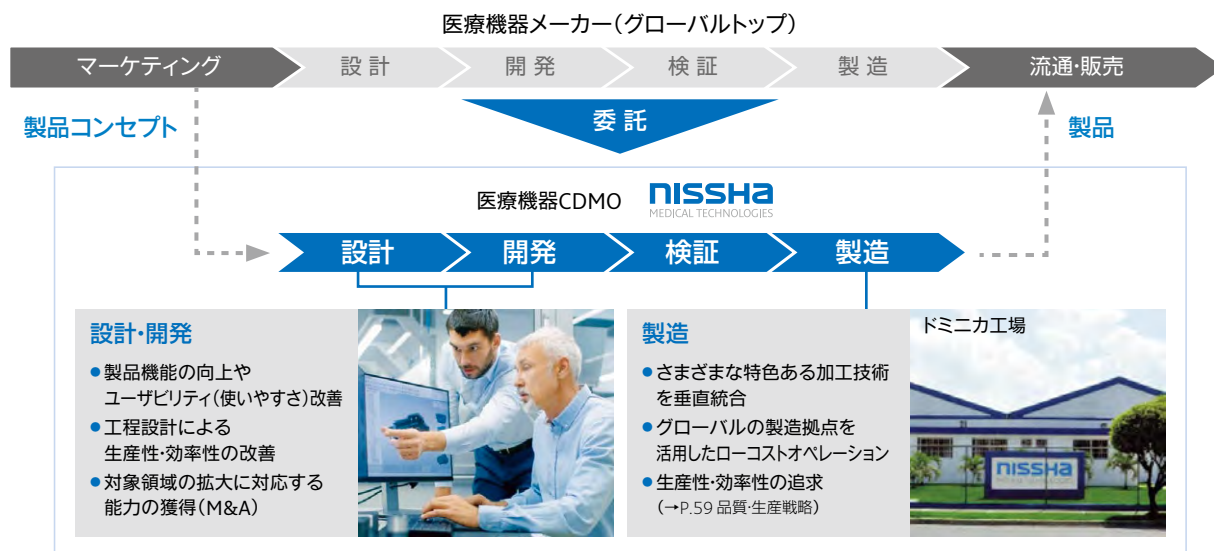 医療機器メーカー(グローバルトップ)
マーケティング
設計
開発
検証
製造
流通・販売
製品コンセプト
委託
製品
医療機器CDMO
NISSHA
MEDICAL TECHNOLOGIES
設計
開発
検証
製造
設計・開発
●製品機能の向上や
ユーザビリティ(使いやすさ)改善
●工程設計による
生産性・効率性の改善
●対象領域の拡大に対応する
能力の獲得(M&A)
製造
●さまざまな特色ある加工技術
を垂直統合
●グローバルの製造拠点を
活用したローコストオペレーション
●生産性・効率性の追求
(→P.59 品質・生産戦略)
ドミニカ工場
NISSHA